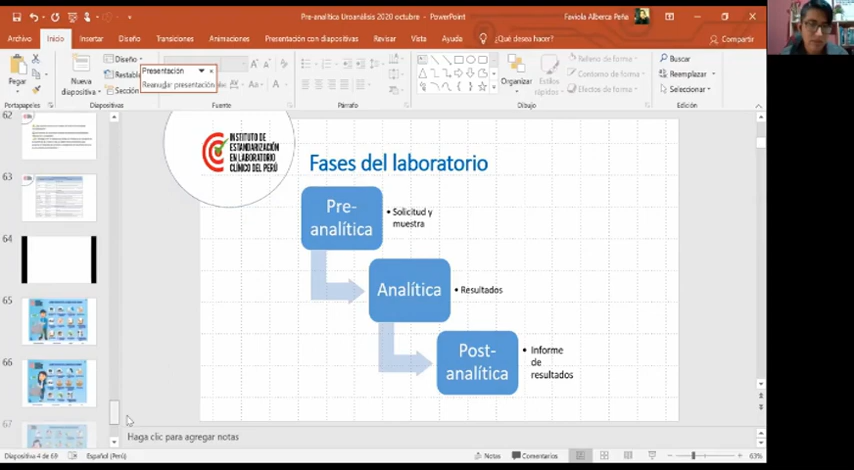 Pre-analítica Uroanálisis 2020 octubre - PowerPoint
Faviola Alberca Peña
Archivo
Inicio
Insertar
Diseño
Transiciones
Animaciones
Presentación con diapositivas
Revisar
Vista
Ayuda
¿Qué desea hacer?
Compartir
Pegar
Nueva
diapositiva
Diseño
Sección
Presentación
Reanudar presentación
Organizar
Estilos
rápidos
Relleno de forma
Contorno de forma
Efectos de forma
Buscar
Reemplazar
Seleccionar
Portapapeles
Diapositivas
Fuente
Párrafo
Dibujo
Edición
62
63
64
65
66
67
INSTITUTO DE
ESTANDARIZACIÓN
EN LABORATORIO
CLÍNICO DEL PERÚ
Fases del laboratorio
Pre-
analítica
• Solicitud y
muestra
Analítica
• Resultados
Post-
analítica
• Informe
de
resultados
Haga clic para agregar notas
Diapositiva 4 de 69
Español (Perú)
Notas
Comentarios
63%